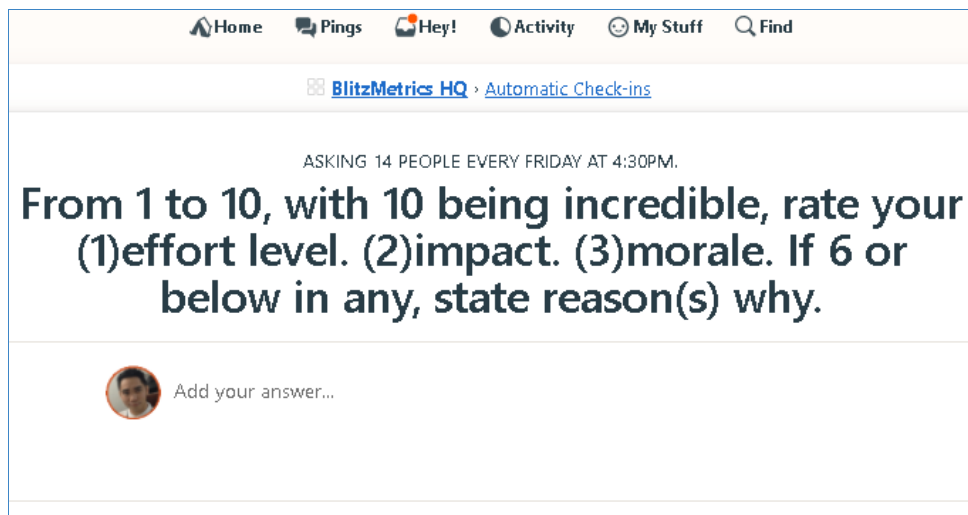 Home Pings Hey! Activity My Stuff Find
BlitzMetrics HQ › Automatic Check-ins
ASKING 14 PEOPLE EVERY FRIDAY AT 4:30PM.
From 1 to 10, with 10 being incredible, rate your
(1)effort level. (2)impact. (3)morale. If 6 or
below in any, state reason(s) why.
Add your answer...